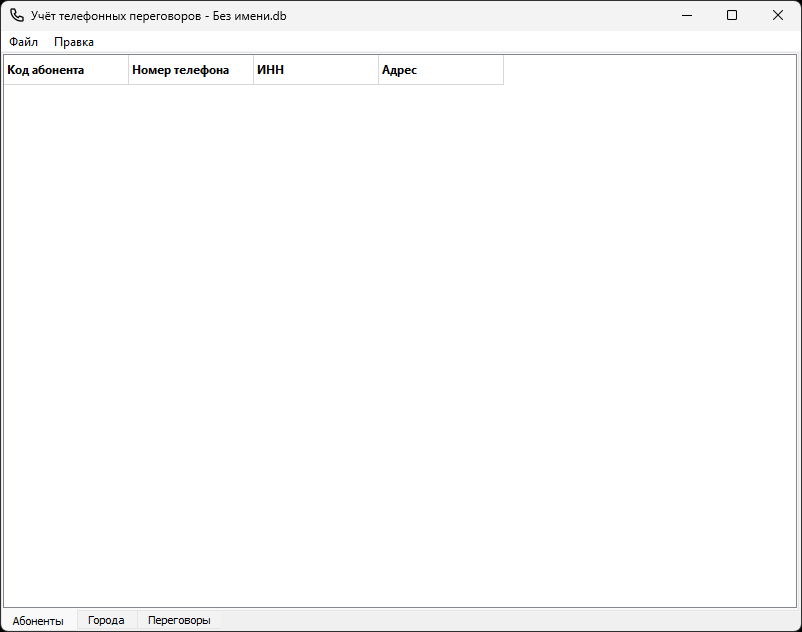 Учёт телефонных переговоров - Без имени.db
Файл Правка
Код абонента Номер телефона ИНН Адрес
Абоненты Города Переговоры